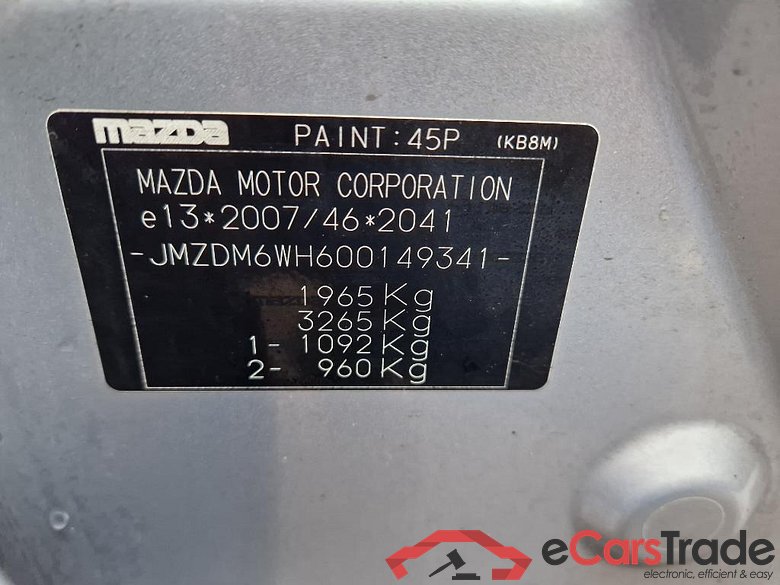 mazda PAINT:45P (KB8M)
MAZDA MOTOR CORPORATION
e13*2007/46*2041
-JMZDM6WH600149341-
1965Kg
3265Kg
1- 1092Kg
2- 960Kg
eCarsTrade
electronic, efficient & easy